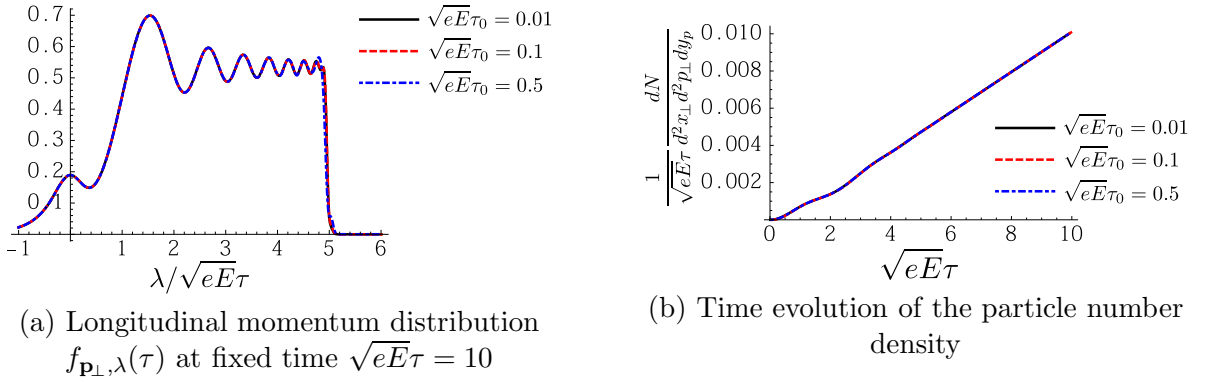 0.7
0.6
0.5
0.4
0.3
0.2
0.1
-1 0 1 2 3 4 5 6
λ/√eEτ
√eEτ₀ = 0.01
√eEτ₀ = 0.1
√eEτ₀ = 0.5
(a) Longitudinal momentum distribution
f_{p⊥,λ}(τ) at fixed time √eEτ = 10
1/(√eEτ) dN/(d²x⊥d²p⊥dy_p)
0.010
0.008
0.006
0.004
0.002
0 2 4 6 8 10
√eEτ
√eEτ₀ = 0.01
√eEτ₀ = 0.1
√eEτ₀ = 0.5
(b) Time evolution of the particle number
density